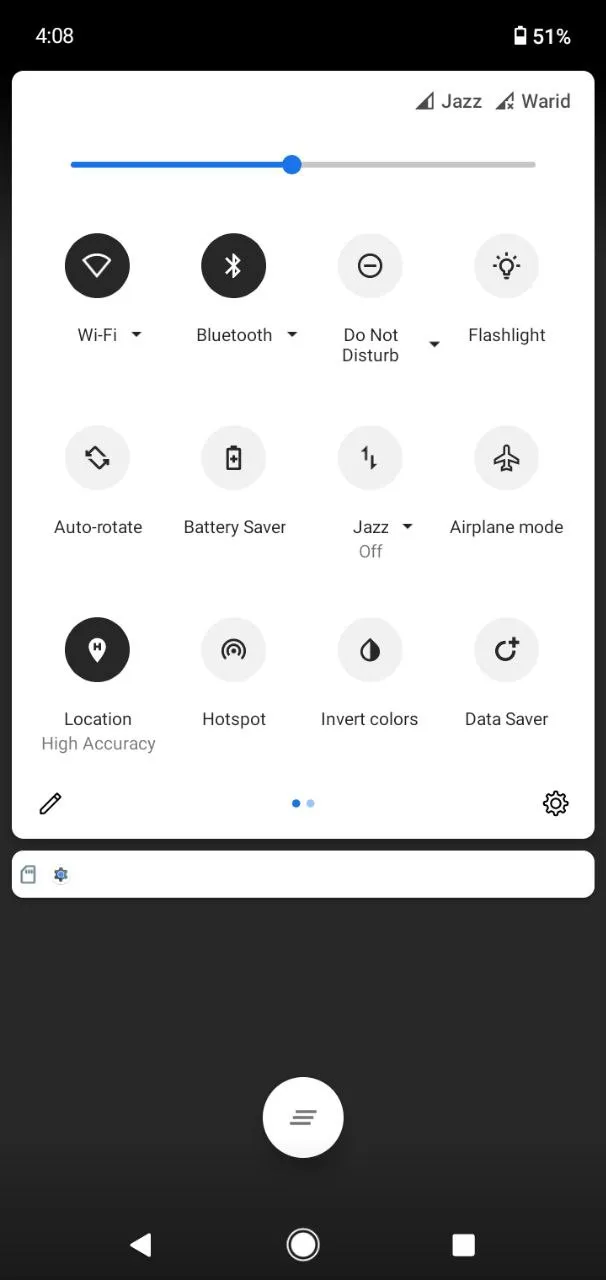 4:08 51%
Jazz Warid
Wi-Fi Bluetooth Do Not Disturb Flashlight
Auto-rotate Battery Saver Jazz Airplane mode
Off
Location Hotspot Invert colors Data Saver
High Accuracy